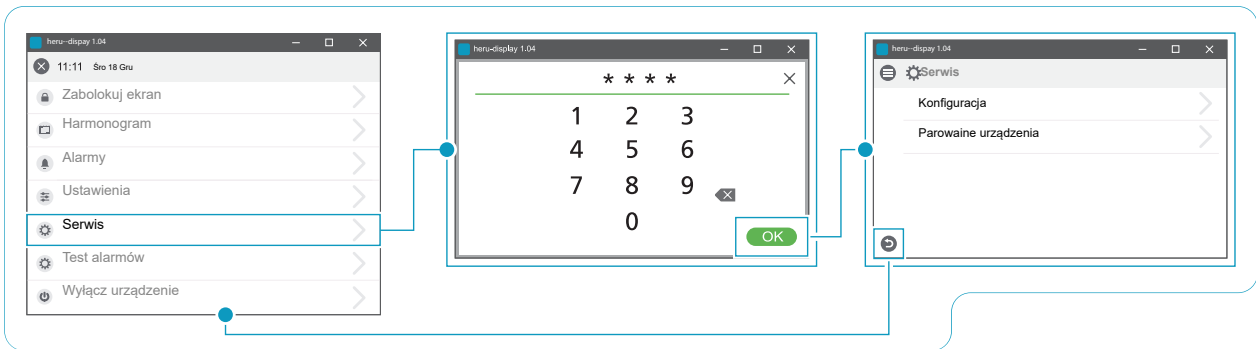 heru--dispay 1.04
11:11 Śro 18 Gru
Zabolokuj ekran
Harmonogram
Alarmy
Ustawienia
Serwis
Test alarmów
Wyłącz urządzenie
heru-display 1.04
* * * *
1 2 3
4 5 6
7 8 9
0
OK
heru--dispay 1.04
Serwis
Konfiguracja
Parowaine urządzenia